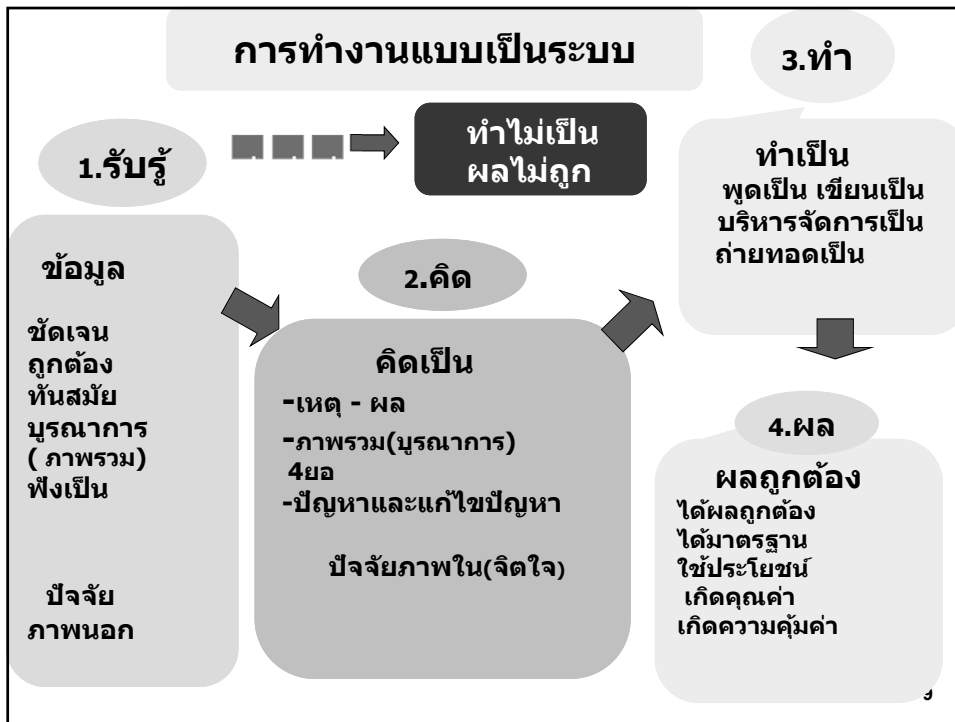 การทำงานแบบเป็นระบบ
3.ทำ
ทำไม่เป็น
ผลไม่ถูก
1.รับรู้
ข้อมูล
ชัดเจน
ถูกต้อง
ทันสมัย
บูรณาการ
( ภาพรวม)
ฟังเป็น
ปัจจัย
ภาพนอก
2.คิด
คิดเป็น
-เหตุ - ผล
-ภาพรวม(บูรณาการ)
4ยอ
-ปัญหาและแก้ไขปัญหา
ปัจจัยภาพใน(จิตใจ)
ทำเป็น
พูดเป็น เขียนเป็น
บริหารจัดการเป็น
ถ่ายทอดเป็น
4.ผล
ผลถูกต้อง
ได้ผลถูกต้อง
ได้มาตรฐาน
ใช้ประโยชน์
เกิดคุณค่า
เกิดความคุ้มค่า